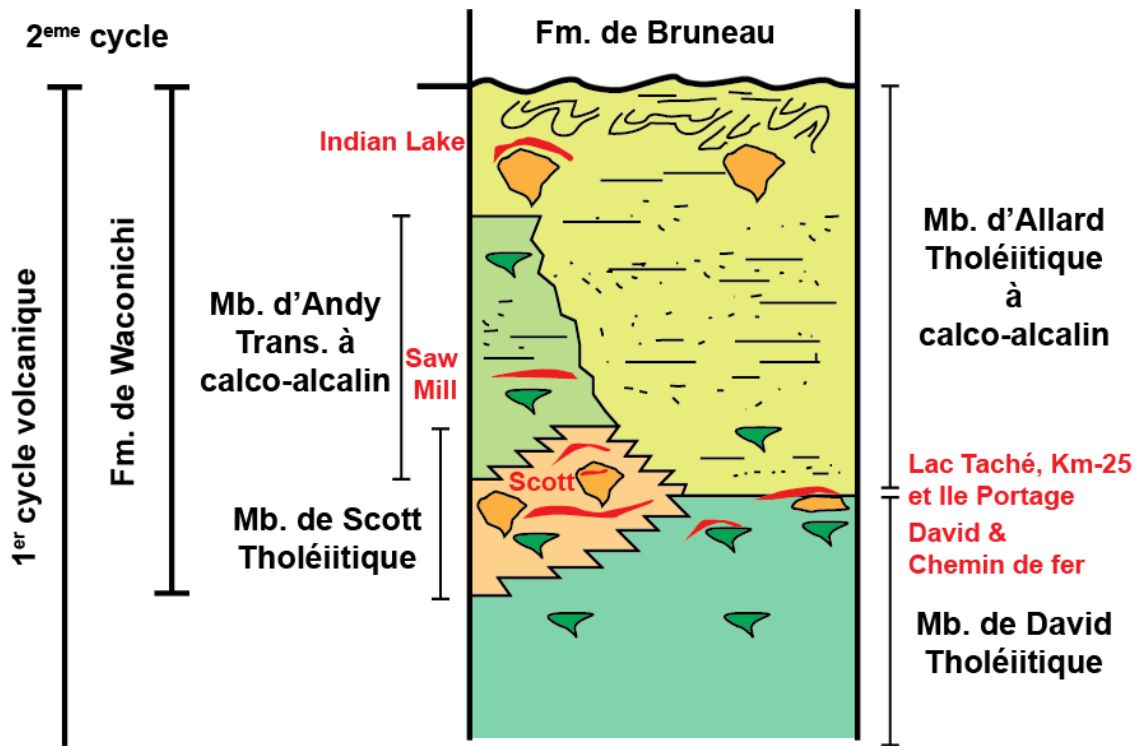 2eme cycle
Fm. de Bruneau
1er cycle volcanique
Fm. de Waconichi
Indian Lake
Mb. d'Andy
Trans. à
calco-alcalin
Saw
Mill
Mb. de Scott
Tholéiitique
Scott
Mb. d'Allard
Tholéiitique
à
calco-alcalin
Lac Taché, Km-25
et Ile Portage
David &
Chemin de fer
Mb. de David
Tholéiitique